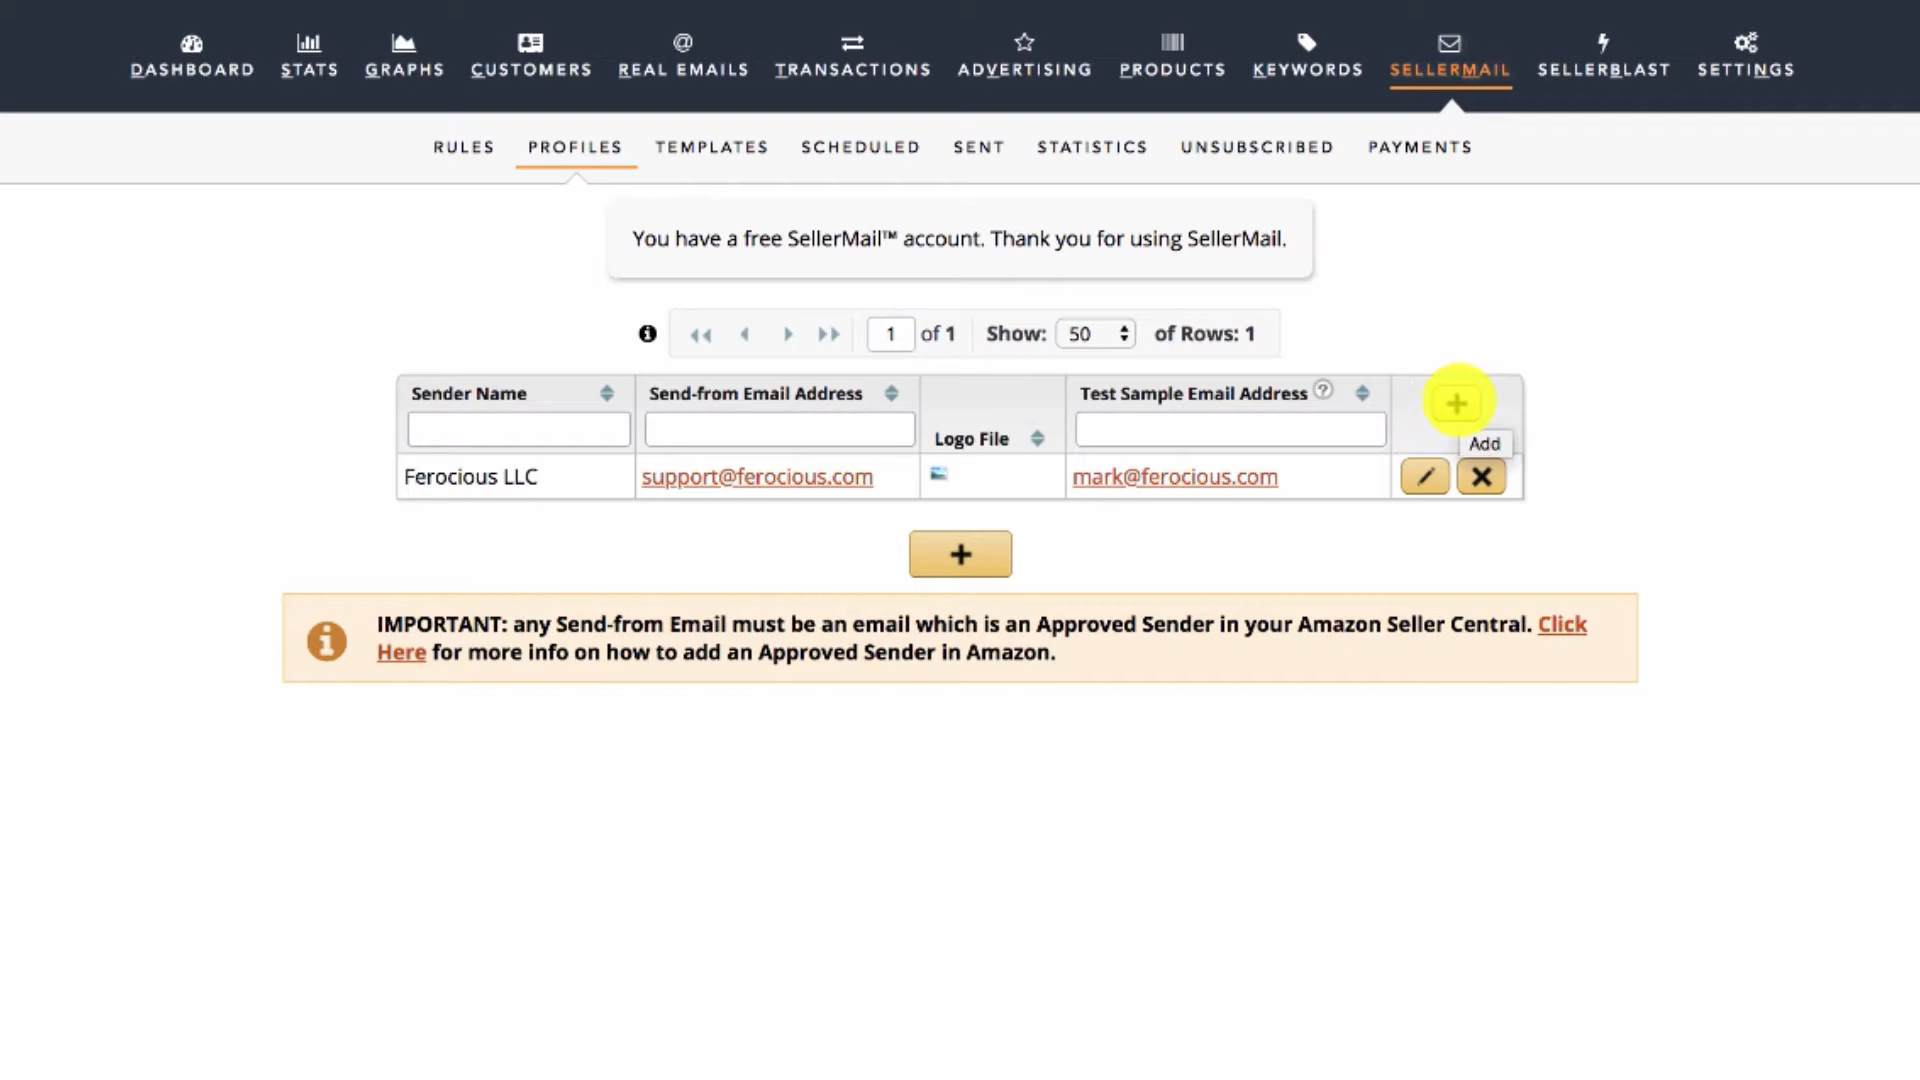 DASHBOARD STATS GRAPHS CUSTOMERS REAL EMAILS TRANSACTIONS ADVERTISING PRODUCTS KEYWORDS SELLERMAIL SELLERBLAST SETTINGS
RULES PROFILES TEMPLATES SCHEDULED SENT STATISTICS UNSUBSCRIBED PAYMENTS
You have a free SellerMail™ account. Thank you for using SellerMail.
1 of 1 Show: 50 of Rows: 1
Sender Name Send-from Email Address Logo File Test Sample Email Address ? +
Add
Ferocious LLC support@ferocious.com mark@ferocious.com
+
IMPORTANT: any Send-from Email must be an email which is an Approved Sender in your Amazon Seller Central. Click
Here for more info on how to add an Approved Sender in Amazon.